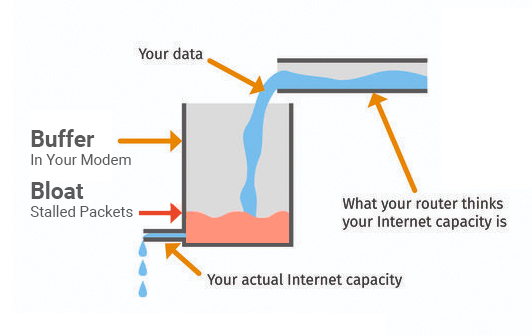 Your data
Buffer
In Your Modem
Bloat
Stalled Packets
What your router thinks
your Internet capacity is
Your actual Internet capacity